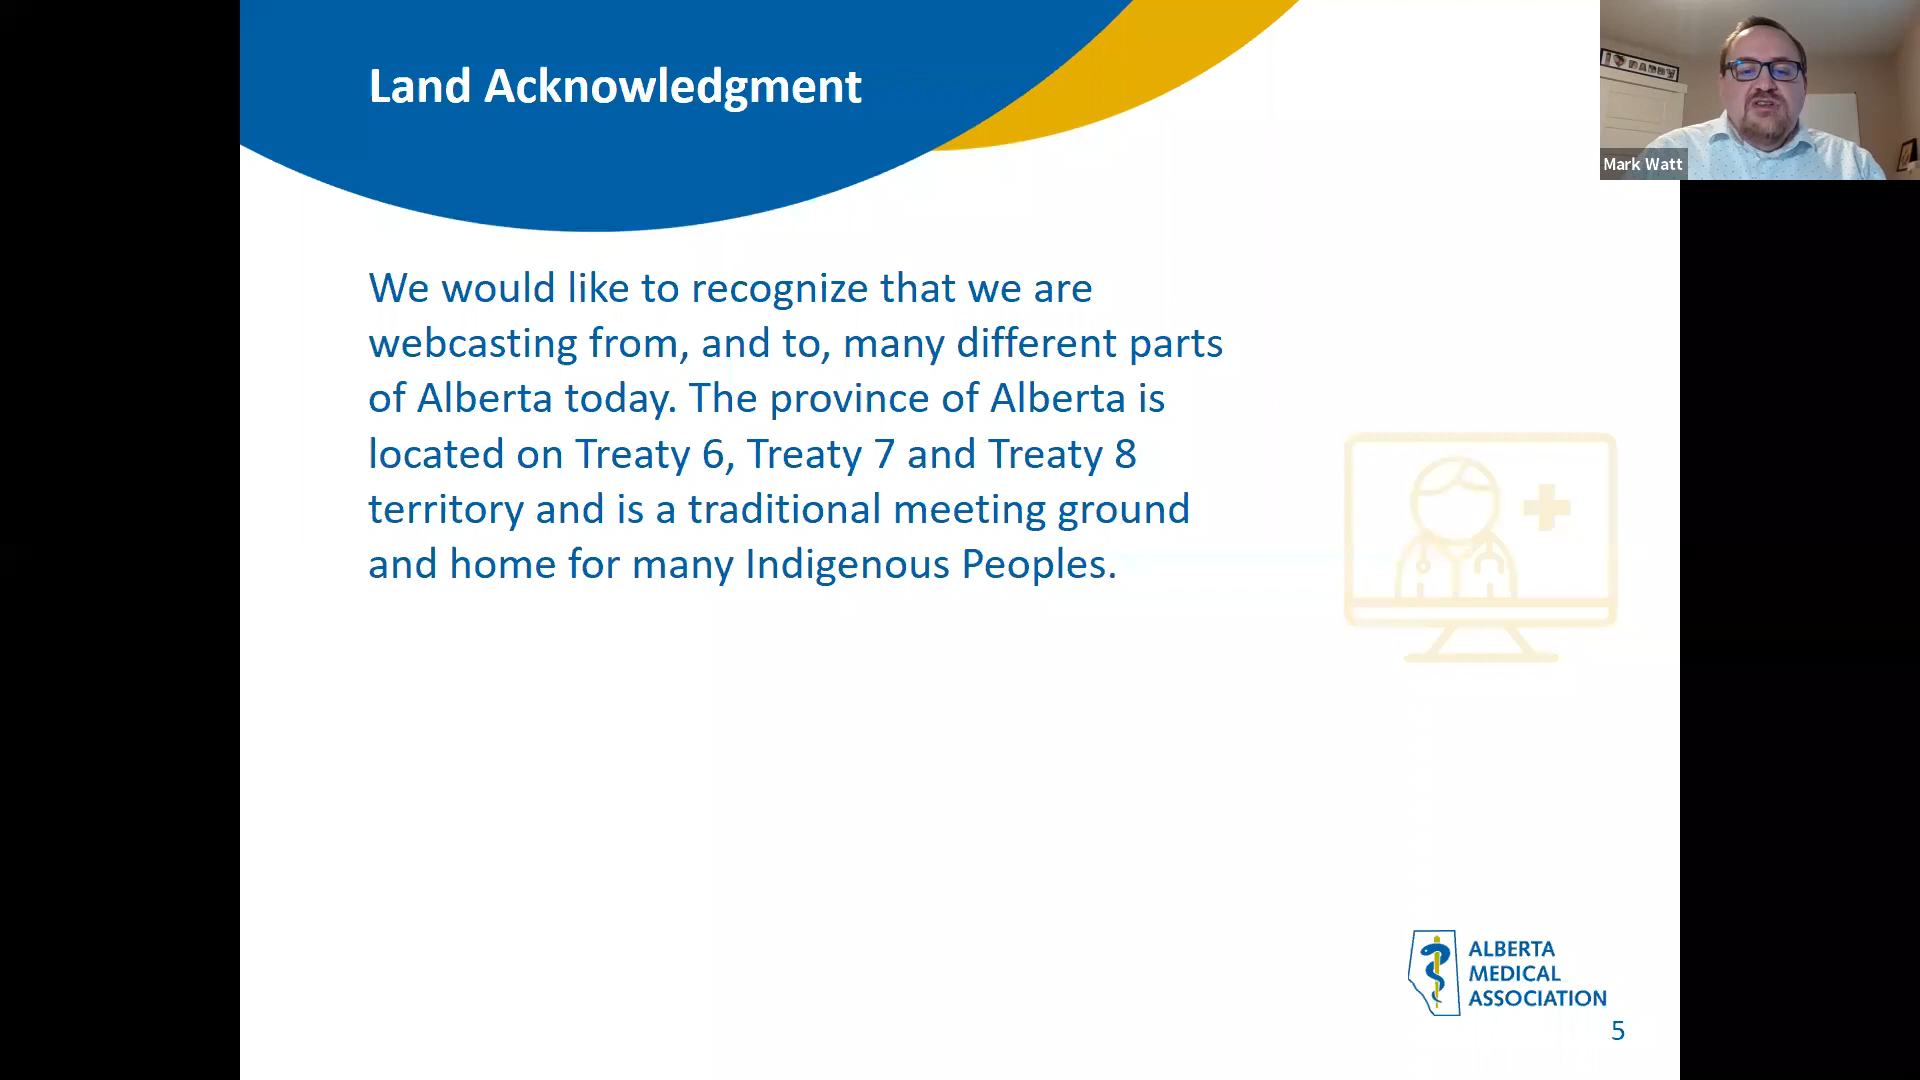 Land Acknowledgment
I DADDY
Mark Watt
We would like to recognize that we are
webcasting from, and to, many different parts
of Alberta today. The province of Alberta is
located on Treaty 6, Treaty 7 and Treaty 8
territory and is a traditional meeting ground
and home for many Indigenous Peoples.
ALBERTA
MEDICAL
ASSOCIATION
5